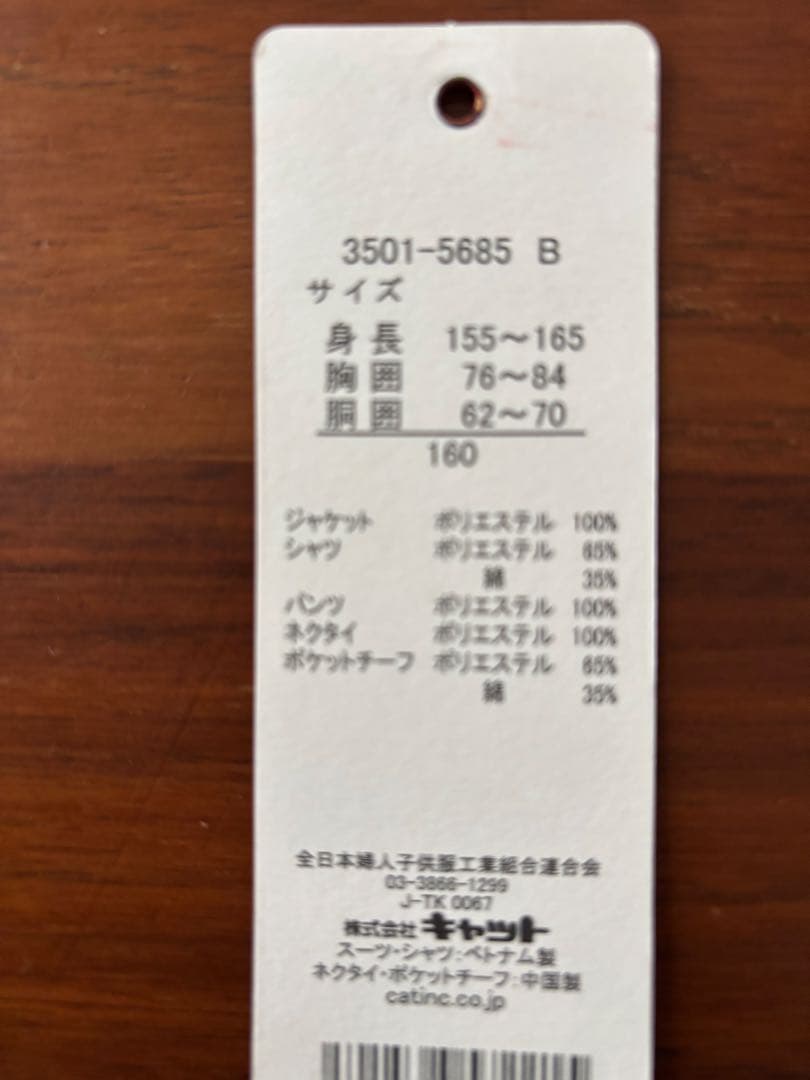 3501-5685 B
サイズ
身長 155～165
胸囲 76～84
胴囲 62～70
160
ジャケット ポリエステル 100%
シャツ ポリエステル 65%
綿 35%
パンツ ポリエステル 100%
ネクタイ ポリエステル 100%
ポケットチーフ ポリエステル 65%
綿 35%
全日本婦人子供服工業組合連合会
03-3866-1299
J-TK 0067
株式会社キャット
スーツ・シャツ:ベトナム製
ネクタイ・ポケットチーフ:中国製
catinc.co.jp